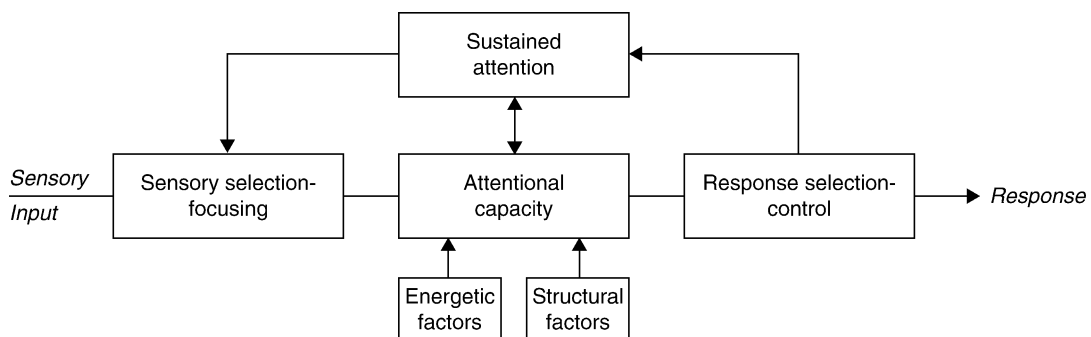 Sustained
attention
Sensory
Input
Sensory selection-
focusing
Attentional
capacity
Response selection-
control
Response
Energetic
factors
Structural
factors